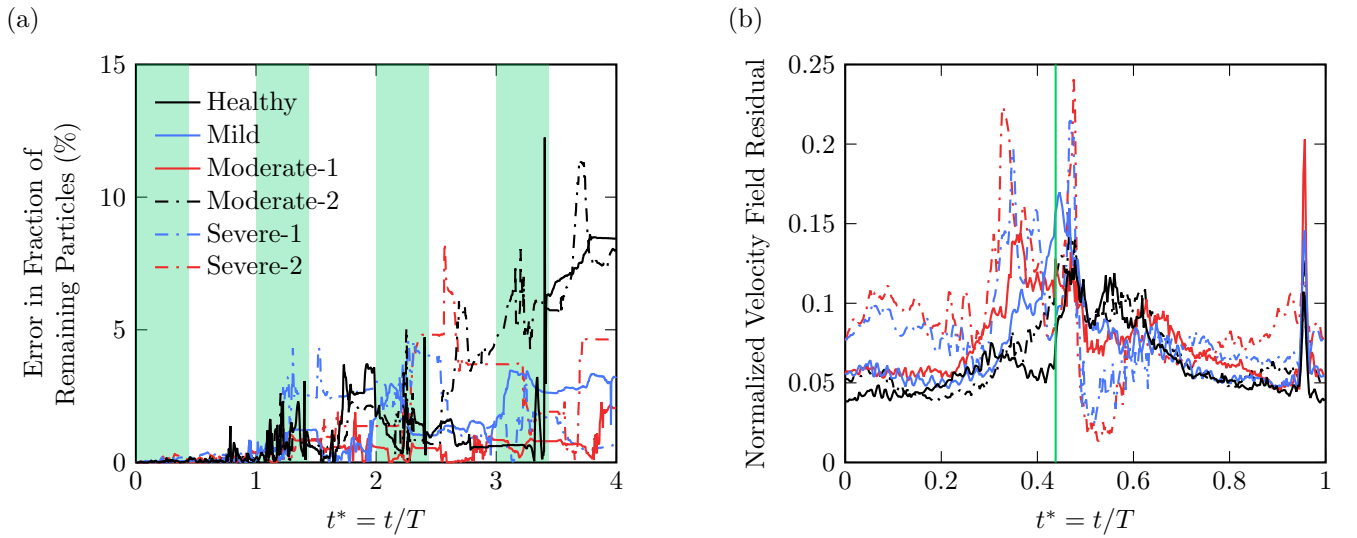 (a)
(b)
Error in Fraction of
Remaining Particles (%)
15
10
5
0
Healthy
Mild
Moderate-1
Moderate-2
Severe-1
Severe-2
0 1 2 3 4
t* = t/T
Normalized Velocity Field Residual
0.25
0.2
0.15
0.1
0.05
0
0 0.2 0.4 0.6 0.8 1
t* = t/T